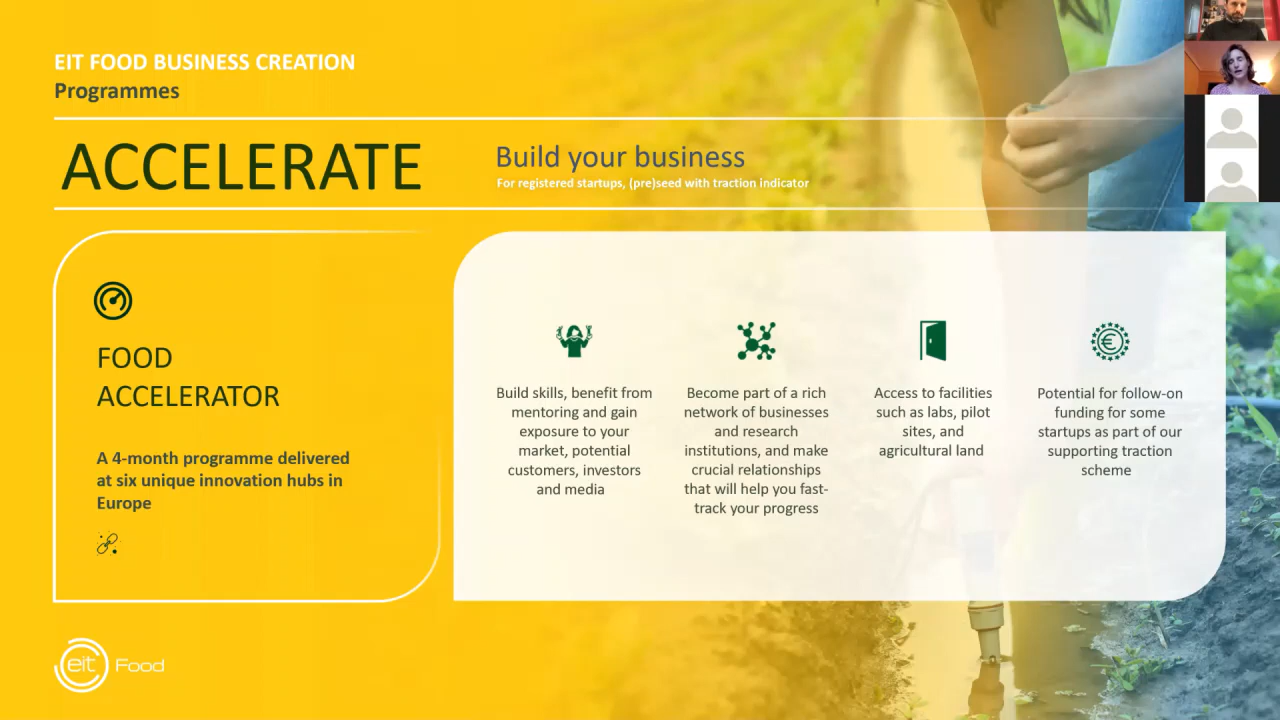 EIT FOOD BUSINESS CREATION
Programmes
ACCELERATE
Build your business
For registered startups, (pre)seed with traction indicator
FOOD
ACCELERATOR
A 4-month programme delivered
at six unique innovation hubs in
Europe
Build skills, benefit from
mentoring and gain
exposure to your
market, potential
customers, investors
and media
Become part of a rich
network of businesses
and research
institutions, and make
crucial relationships
that will help you fast-
track your progress
Access to facilities
such as labs, pilot
sites, and
agricultural land
Potential for follow-on
funding for some
startups as part of our
supporting traction
scheme
eit Food